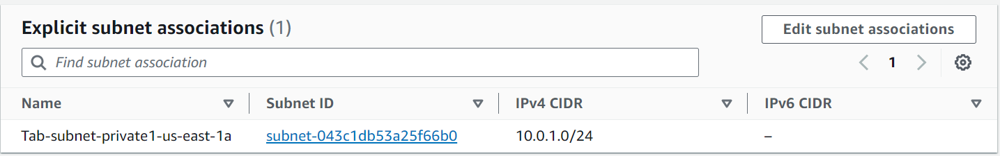 Explicit subnet associations (1)
Edit subnet associations
Find subnet association
1
Name Subnet ID IPv4 CIDR IPv6 CIDR
Tab-subnet-private1-us-east-1a subnet-043c1db53a25f66b0 10.0.1.0/24 –